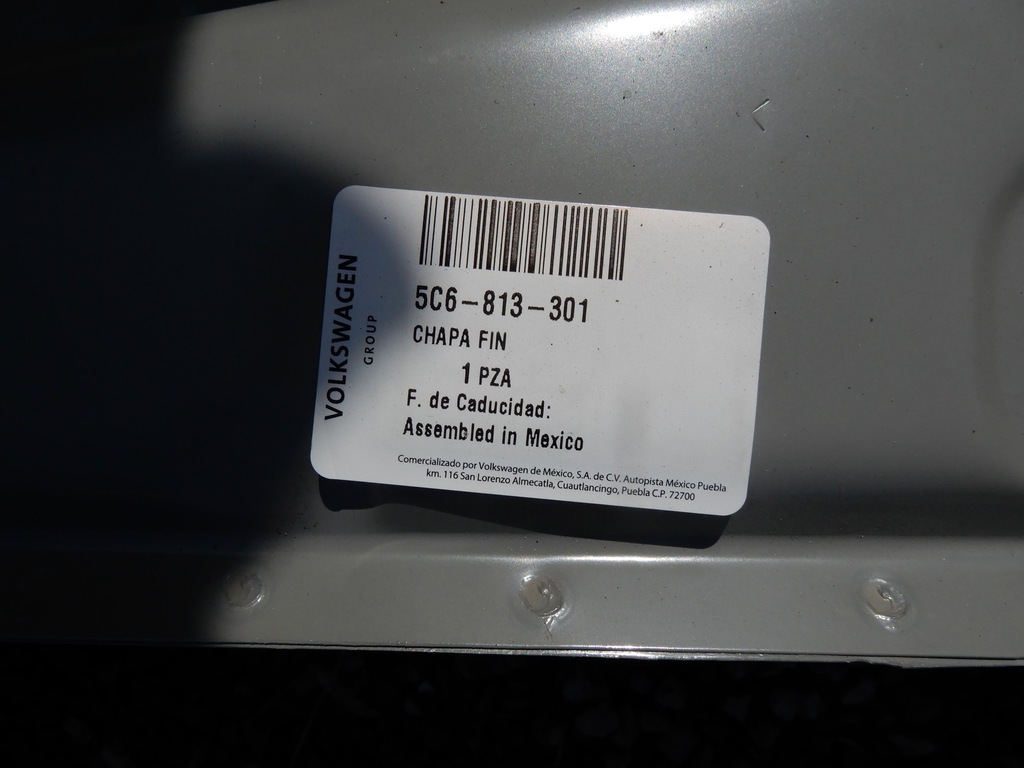 VOLKSWAGEN
GROUP
5C6-813-301
CHAPA FIN
1 PZA
F. de Caducidad:
Assembled in Mexico
Comercializado por Volkswagen de México, S.A. de C.V. Autopista México Puebla
km. 116 San Lorenzo Almecatla, Cuautlancingo, Puebla C.P. 72700